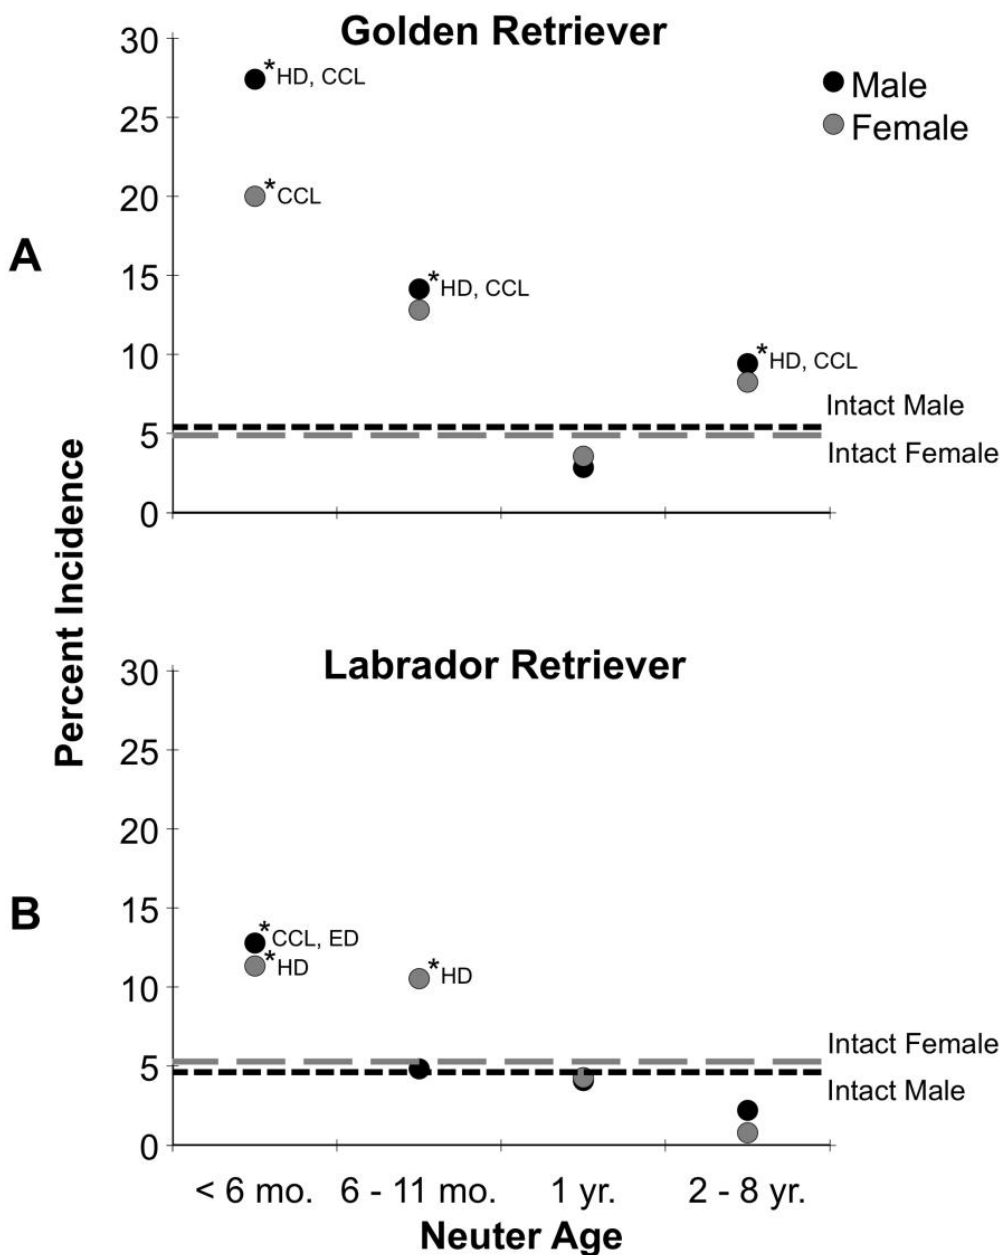 Golden Retriever
30
25
20
15
10
5
0
*HD, CCL
*CCL
*HD, CCL
*HD, CCL
Male
Female
Intact Male
Intact Female
A
Percent Incidence
Labrador Retriever
30
25
20
15
10
5
0
*CCL, ED
*HD
*HD
Intact Female
Intact Male
B
< 6 mo. 6 - 11 mo. 1 yr. 2 - 8 yr.
Neuter Age